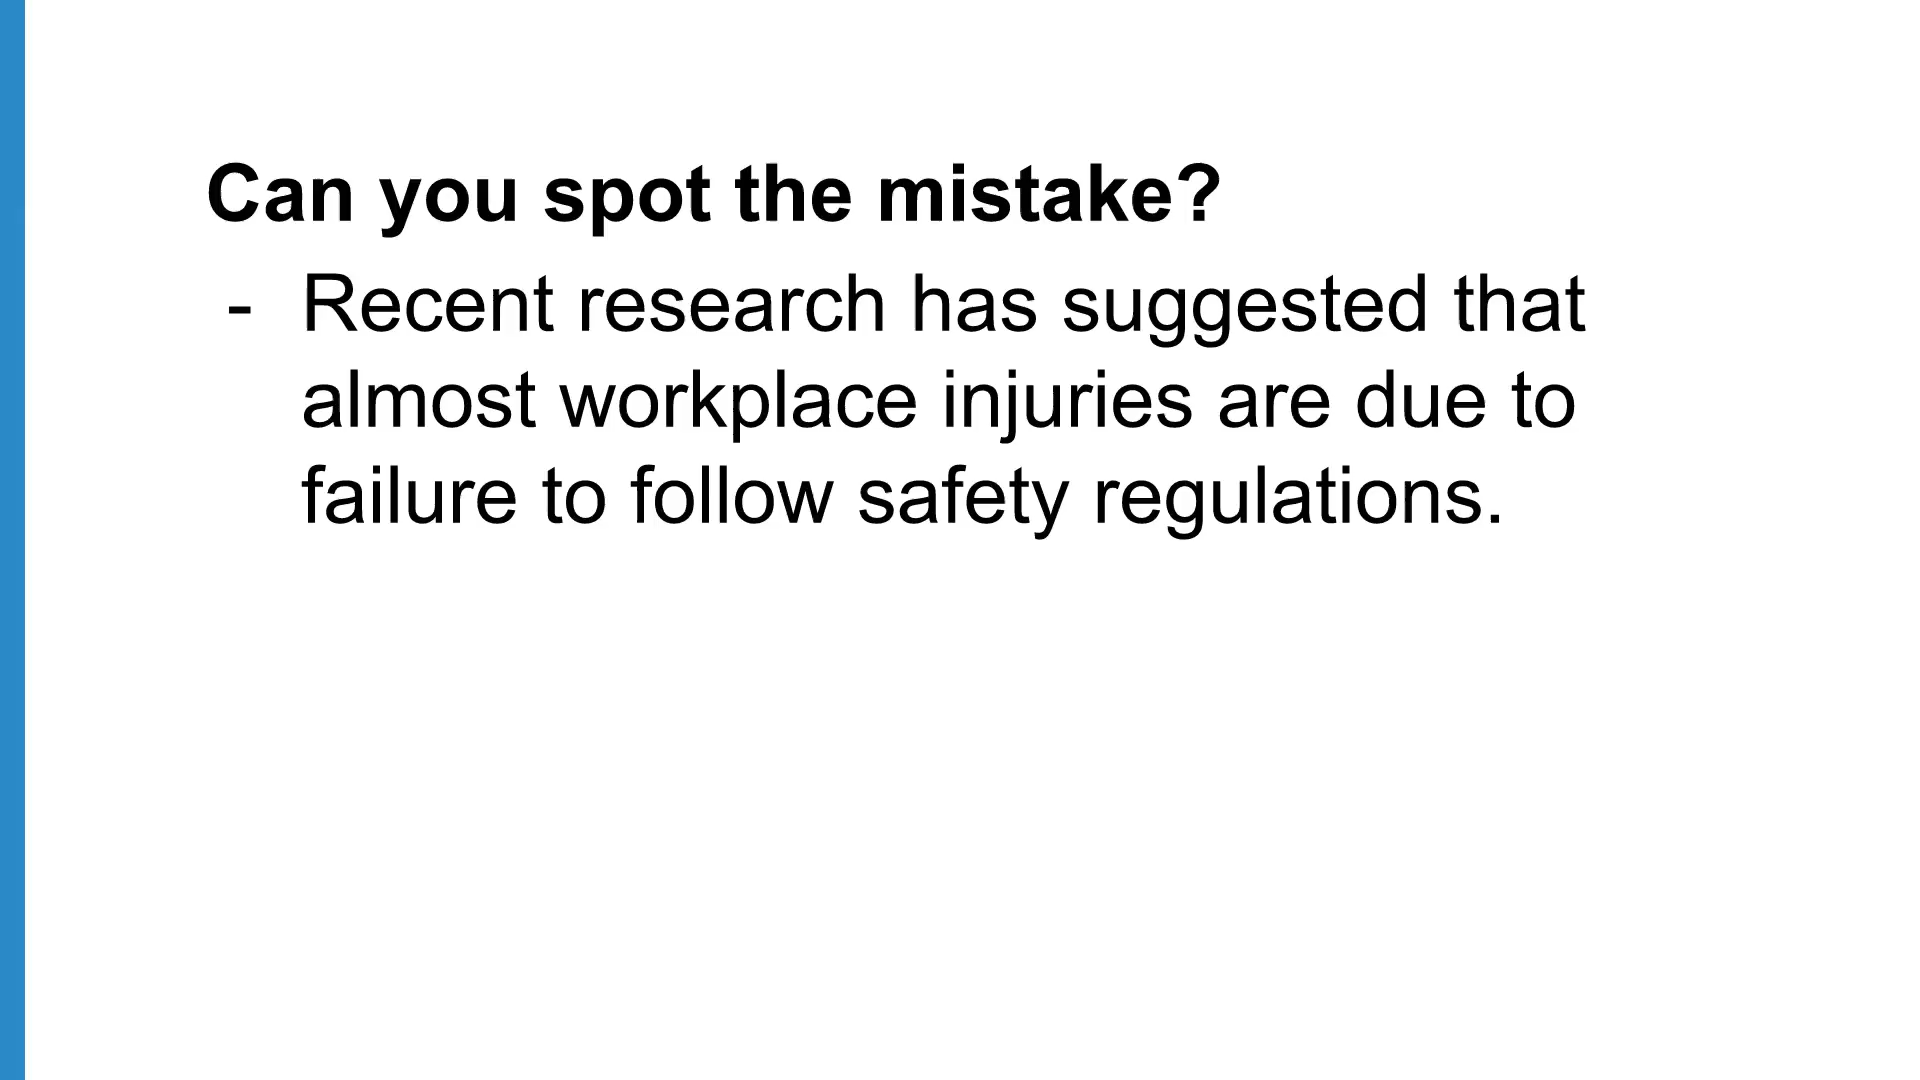 Can you spot the mistake?
- Recent research has suggested that
almost workplace injuries are due to
failure to follow safety regulations.